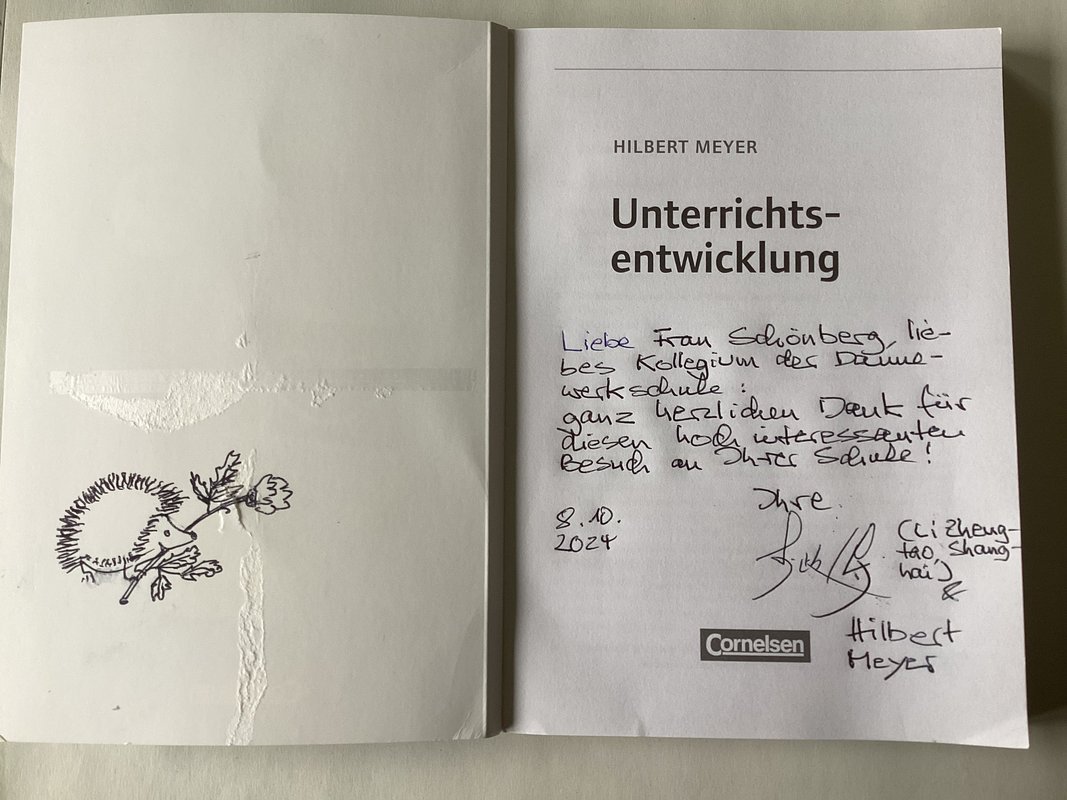 HILBERT MEYER
Unterrichts-
entwicklung
Liebe Frau Schönberg, lie-
bes Kollegium der Danne-
werkschule:
ganz herzlichen Dank für
diesen hoch interessanten
Besuch an Ihrer Schule!
Ihre
8.10.
2024
(Li Zheng-
tao, Shang-
hai)
&
Hilbert
Meyer
Cornelsen